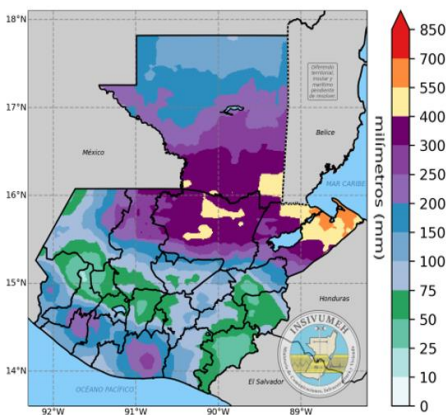 18°N
17°N
16°N
15°N
14°N
92°W
91°W
90°W
89°W
México
Diferendo
territorial,
insular y
marítimo
pendiente
de resolver
Belice
MAR CARIBE
Honduras
El Salvador
OCÉANO PACÍFICO
INSIVUMEH
milímetros (mm)
850
700
550
400
300
250
200
150
100
75
50
25
10
0